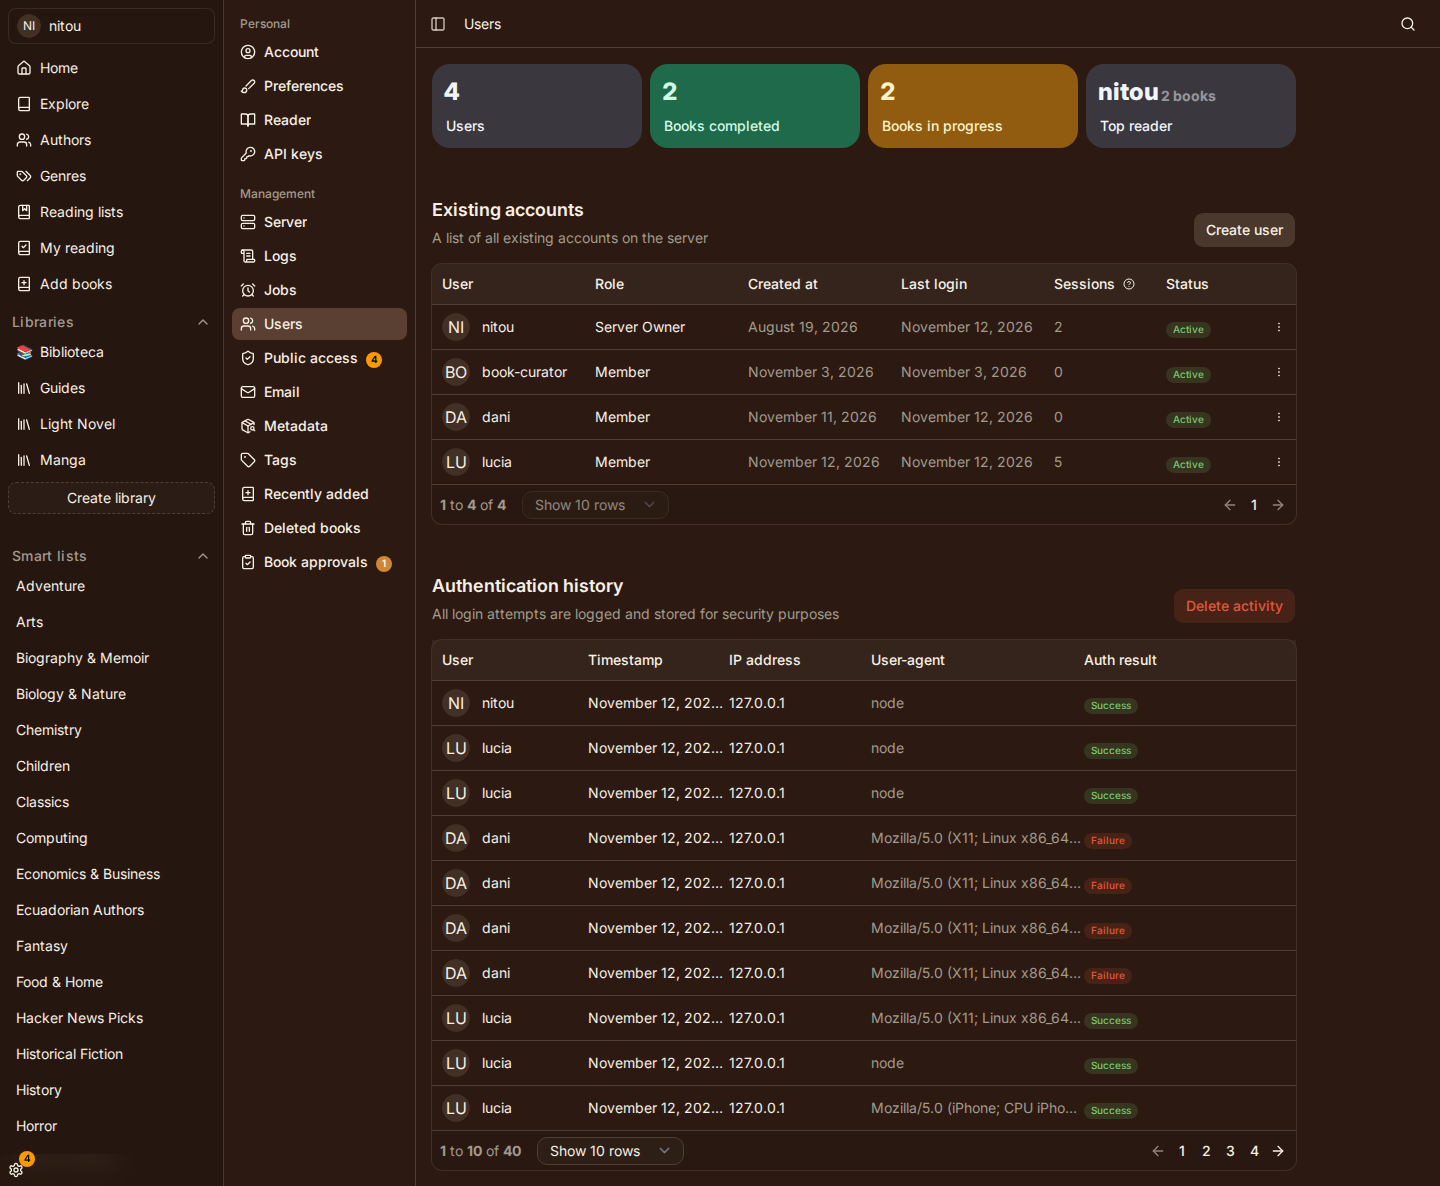 NI nitou
Home
Explore
Authors
Genres
Reading lists
My reading
Add books
Libraries
Biblioteca
Guides
Light Novel
Manga
Create library
Smart lists
Adventure
Arts
Biography & Memoir
Biology & Nature
Chemistry
Children
Classics
Computing
Economics & Business
Ecuadorian Authors
Fantasy
Food & Home
Hacker News Picks
Historical Fiction
History
Horror
4
Personal
Account
Preferences
Reader
API keys
Management
Server
Logs
Jobs
Users
Public access 4
Email
Metadata
Tags
Recently added
Deleted books
Book approvals 1
Users
4
Users
2
Books completed
2
Books in progress
nitou 2 books
Top reader
Existing accounts
A list of all existing accounts on the server
Create user
User Role Created at Last login Sessions Status
NI nitou Server Owner August 19, 2026 November 12, 2026 2 Active
BO book-curator Member November 3, 2026 November 3, 2026 0 Active
DA dani Member November 11, 2026 November 12, 2026 0 Active
LU lucia Member November 12, 2026 November 12, 2026 5 Active
1 to 4 of 4 Show 10 rows 1
Authentication history
All login attempts are logged and stored for security purposes
Delete activity
User Timestamp IP address User-agent Auth result
NI nitou November 12, 202... 127.0.0.1 node Success
LU lucia November 12, 202... 127.0.0.1 node Success
LU lucia November 12, 202... 127.0.0.1 node Success
DA dani November 12, 202... 127.0.0.1 Mozilla/5.0 (X11; Linux x86_64... Failure
DA dani November 12, 202... 127.0.0.1 Mozilla/5.0 (X11; Linux x86_64... Failure
DA dani November 12, 202... 127.0.0.1 Mozilla/5.0 (X11; Linux x86_64... Failure
DA dani November 12, 202... 127.0.0.1 Mozilla/5.0 (X11; Linux x86_64... Failure
LU lucia November 12, 202... 127.0.0.1 Mozilla/5.0 (X11; Linux x86_64... Success
LU lucia November 12, 202... 127.0.0.1 node Success
LU lucia November 12, 202... 127.0.0.1 Mozilla/5.0 (iPhone; CPU iPho... Success
1 to 10 of 40 Show 10 rows 1 2 3 4